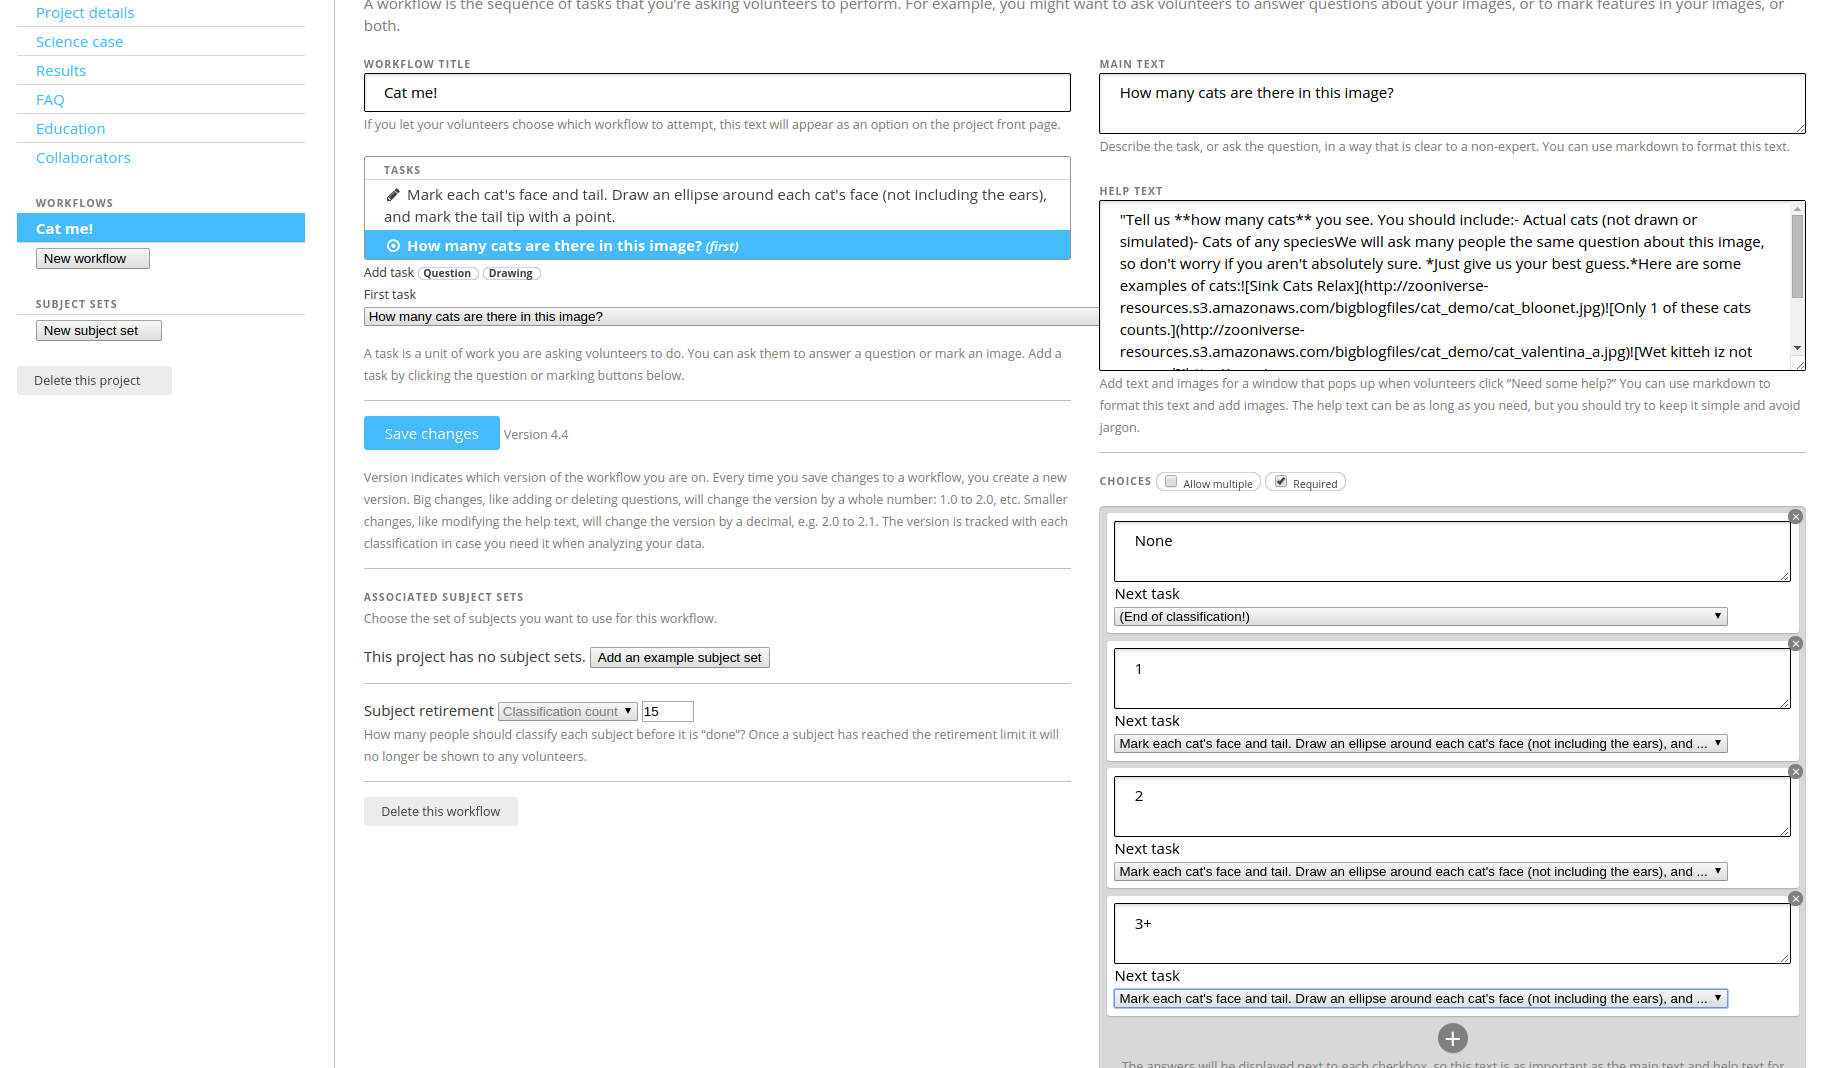 Project details
Science case
Results
FAQ
Education
Collaborators
WORKFLOWS
Cat me!
New workflow
SUBJECT SETS
New subject set
Delete this project
A workflow is the sequence of tasks that you're asking volunteers to perform. For example, you might want to ask volunteers to answer questions about your images, or to mark features in your images, or
both.
WORKFLOW TITLE
Cat me!
If you let your volunteers choose which workflow to attempt, this text will appear as an option on the project front page.
TASKS
Mark each cat's face and tail. Draw an ellipse around each cat's face (not including the ears),
and mark the tail tip with a point.
How many cats are there in this image? (first)
Add task Question Drawing
First task
How many cats are there in this image?
A task is a unit of work you are asking volunteers to do. You can ask them to answer a question or mark an image. Add a
task by clicking the question or marking buttons below.
Save changes Version 4.4
Version indicates which version of the workflow you are on. Every time you save changes to a workflow, you create a new
version. Big changes, like adding or deleting questions, will change the version by a whole number: 1.0 to 2.0, etc. Smaller
changes, like modifying the help text, will change the version by a decimal, e.g. 2.0 to 2.1. The version is tracked with each
classification in case you need it when analyzing your data.
ASSOCIATED SUBJECT SETS
Choose the set of subjects you want to use for this workflow.
This project has no subject sets. Add an example subject set
Subject retirement Classification count 15
How many people should classify each subject before it is “done”? Once a subject has reached the retirement limit it will
no longer be shown to any volunteers.
Delete this workflow
MAIN TEXT
How many cats are there in this image?
Describe the task, or ask the question, in a way that is clear to a non-expert. You can use markdown to format this text.
HELP TEXT
"Tell us **how many cats** you see. You should include:- Actual cats (not drawn or
simulated)- Cats of any speciesWe will ask many people the same question about this image,
so don't worry if you aren't absolutely sure. *Just give us your best guess.*Here are some
examples of cats:![Sink Cats Relax](http://zooniverse-
resources.s3.amazonaws.com/bigblogfiles/cat_demo/cat_bloonet.jpg)![Only 1 of these cats
counts.](http://zooniverse-
resources.s3.amazonaws.com/bigblogfiles/cat_demo/cat_valentina_a.jpg)![Wet kitteh iz not
Add text and images for a window that pops up when volunteers click “Need some help?” You can use markdown to
format this text and add images. The help text can be as long as you need, but you should try to keep it simple and avoid
jargon.
CHOICES Allow multiple Required
None
Next task
(End of classification!)
1
Next task
Mark each cat's face and tail. Draw an ellipse around each cat's face (not including the ears), and ...
2
Next task
Mark each cat's face and tail. Draw an ellipse around each cat's face (not including the ears), and ...
3+
Next task
Mark each cat's face and tail. Draw an ellipse around each cat's face (not including the ears), and ...
The answers will be displayed next to each checkbox, so this text is as important as the main text and help text for